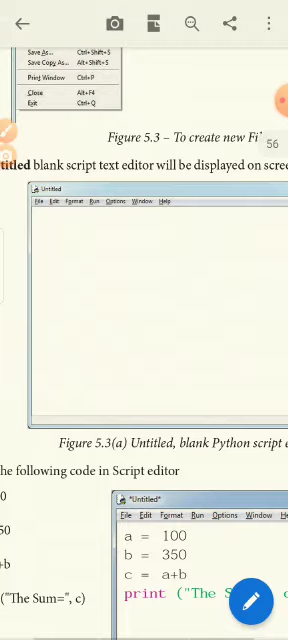 Save As... Ctrl+Shift+S
Save Copy As... Alt+Shift+S
Print Window Ctrl+P
Close Alt+F4
Exit Ctrl+Q
Figure 5.3 – To create new Fi
56
titled blank script text editor will be displayed on scre
Untitled
File Edit Format Run Options Window Help
Figure 5.3(a) Untitled, blank Python script e
he following code in Script editor
0
50
+b
("The Sum=", c)
*Untitled*
File Edit Format Run Options Window
a = 100
b = 350
c = a+b
print ("The S